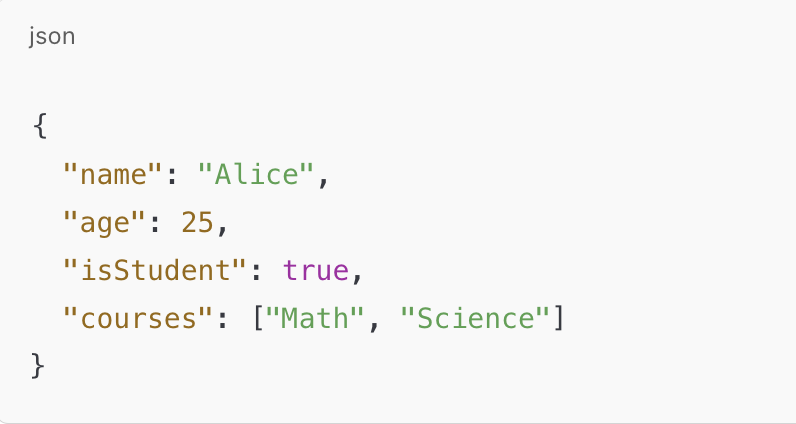 json
{
  "name": "Alice",
  "age": 25,
  "isStudent": true,
  "courses": ["Math", "Science"]
}